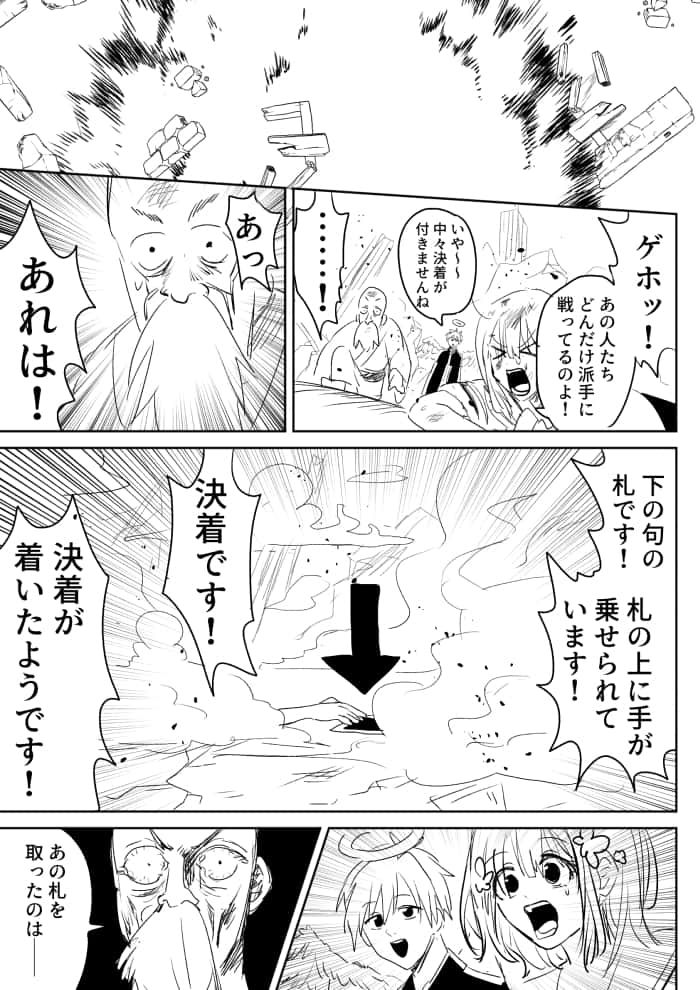 ゲホッ！
あの人たち
どんだけ派手に
戦ってるのよ！
いや〜〜
中々決着が
付きませんね
……！
あっ
あれは！
下の句の
札です！
札の上に手が
乗せられて
います！
決着です！
決着が
着いたようです！
あの札を
取ったのは
──